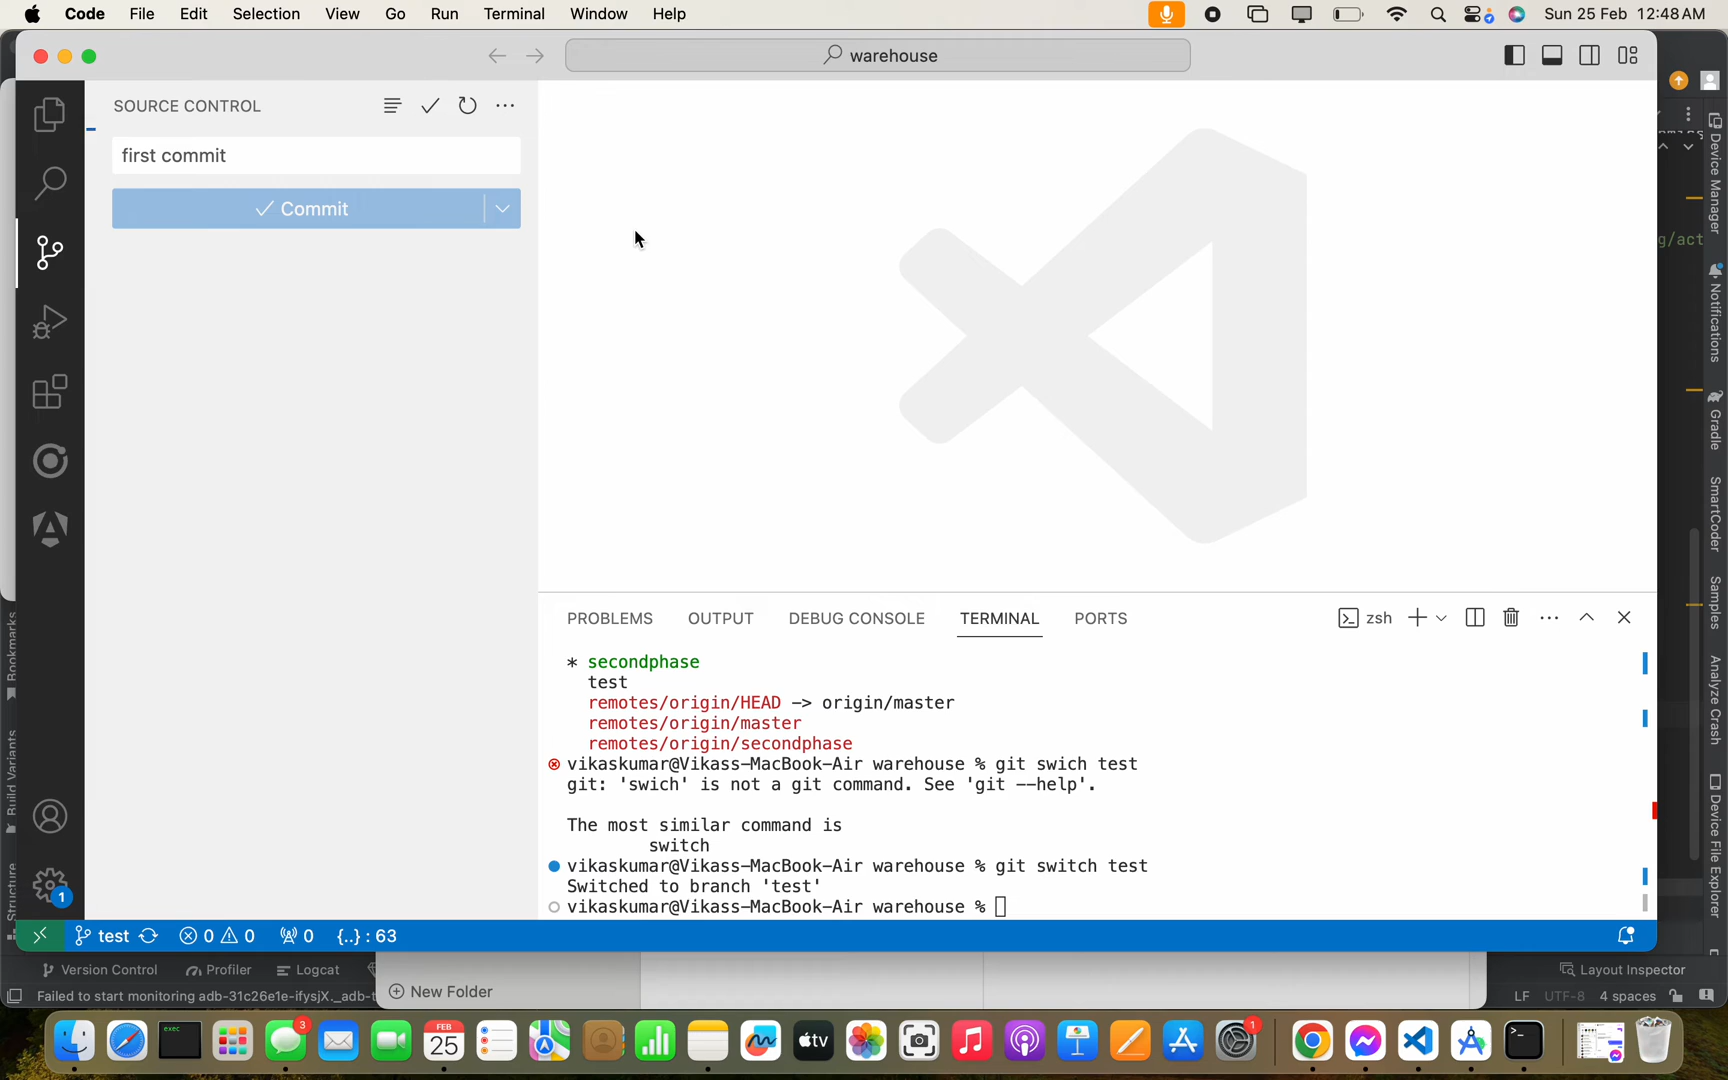 Code File Edit Selection View Go Run Terminal Window Help Sun 25 Feb 12:48 AM
warehouse
SOURCE CONTROL
first commit
Commit
PROBLEMS OUTPUT DEBUG CONSOLE TERMINAL PORTS zsh
* secondphase
test
remotes/origin/HEAD -> origin/master
remotes/origin/master
remotes/origin/secondphase
vikaskumar@Vikass-MacBook-Air warehouse % git swich test
git: 'swich' is not a git command. See 'git --help'.
The most similar command is
switch
vikaskumar@Vikass-MacBook-Air warehouse % git switch test
Switched to branch 'test'
vikaskumar@Vikass-MacBook-Air warehouse %
1
test 0 0 0 {..} : 63
Version Control Profiler Logcat
Failed to start monitoring adb-31c26e1e-ifysjX._adb-t
New Folder
Layout Inspector
LF UTF-8 4 spaces
Bookmarks
Build Variants
Structure
Device Manager
g/act
Notifications
Gradle
SmartCoder
Samples
Analyze Crash
Device File Explorer
exec
3
FEB
25
tv
1